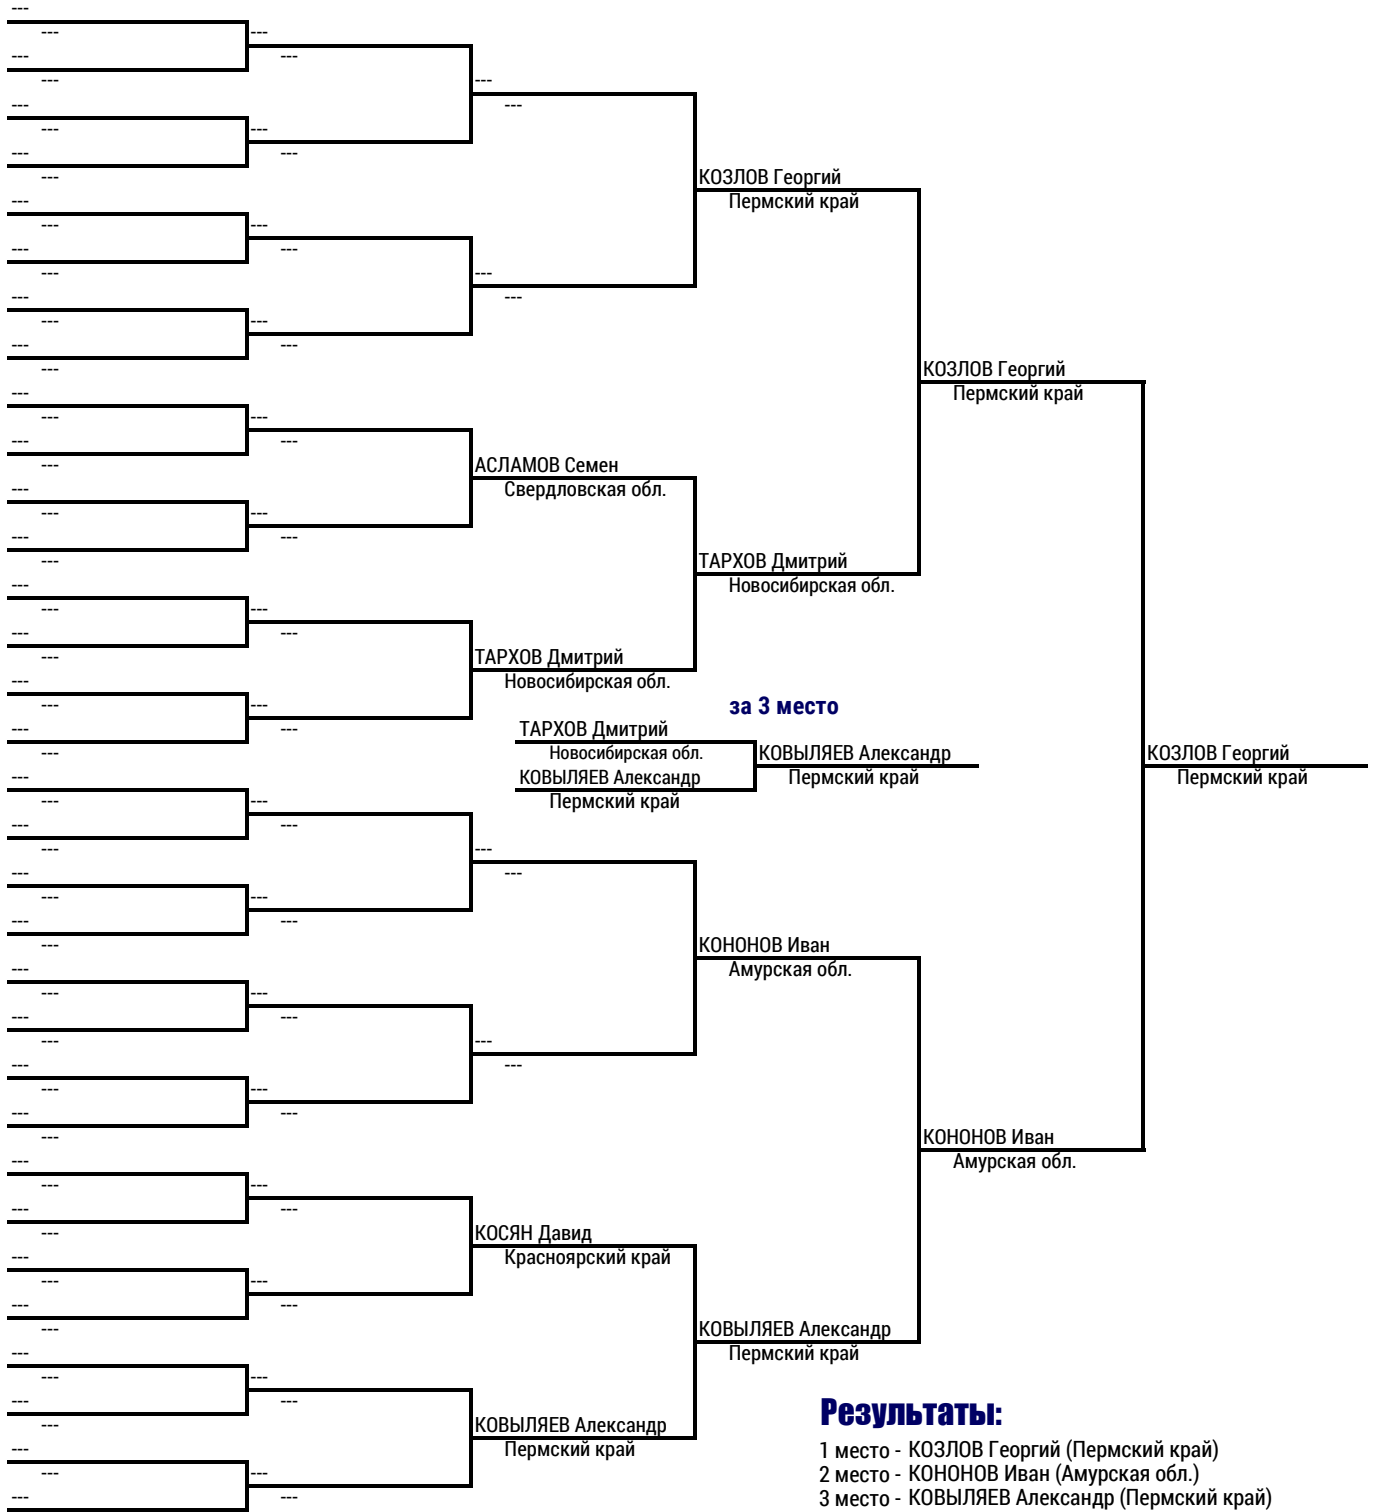 ---
--- ---
--- ---
--- ---
--- ---
--- ---
--- ---
--- КОЗЛОВ Георгий
--- Пермский край
--- ---
--- ---
--- ---
--- ---
--- ---
--- ---
--- КОЗЛОВ Георгий
--- Пермский край
--- ---
--- ---
--- АСЛАМОВ Семен
--- Свердловская обл.
--- ---
--- ---
--- ТАРХОВ Дмитрий
--- Новосибирская обл.
--- ---
--- ---
--- ТАРХОВ Дмитрий
--- Новосибирская обл.
--- --- за 3 место
--- --- ТАРХОВ Дмитрий
--- Новосибирская обл. КОВЫЛЯЕВ Александр КОЗЛОВ Георгий
--- КОВЫЛЯЕВ Александр Пермский край Пермский край
--- --- Пермский край
--- ---
--- ---
--- ---
--- ---
--- ---
--- КОНОНОВ Иван
--- Амурская обл.
--- ---
--- ---
--- ---
--- ---
--- ---
--- ---
--- КОНОНОВ Иван
--- Амурская обл.
--- ---
--- ---
--- КОСЯН Давид
--- Красноярский край
--- ---
--- ---
--- КОВЫЛЯЕВ Александр
--- Пермский край
--- ---
--- ---
--- КОВЫЛЯЕВ Александр
--- Пермский край
--- ---
--- ---
Результаты:
1 место - КОЗЛОВ Георгий (Пермский край)
2 место - КОНОНОВ Иван (Амурская обл.)
3 место - КОВЫЛЯЕВ Александр (Пермский край)